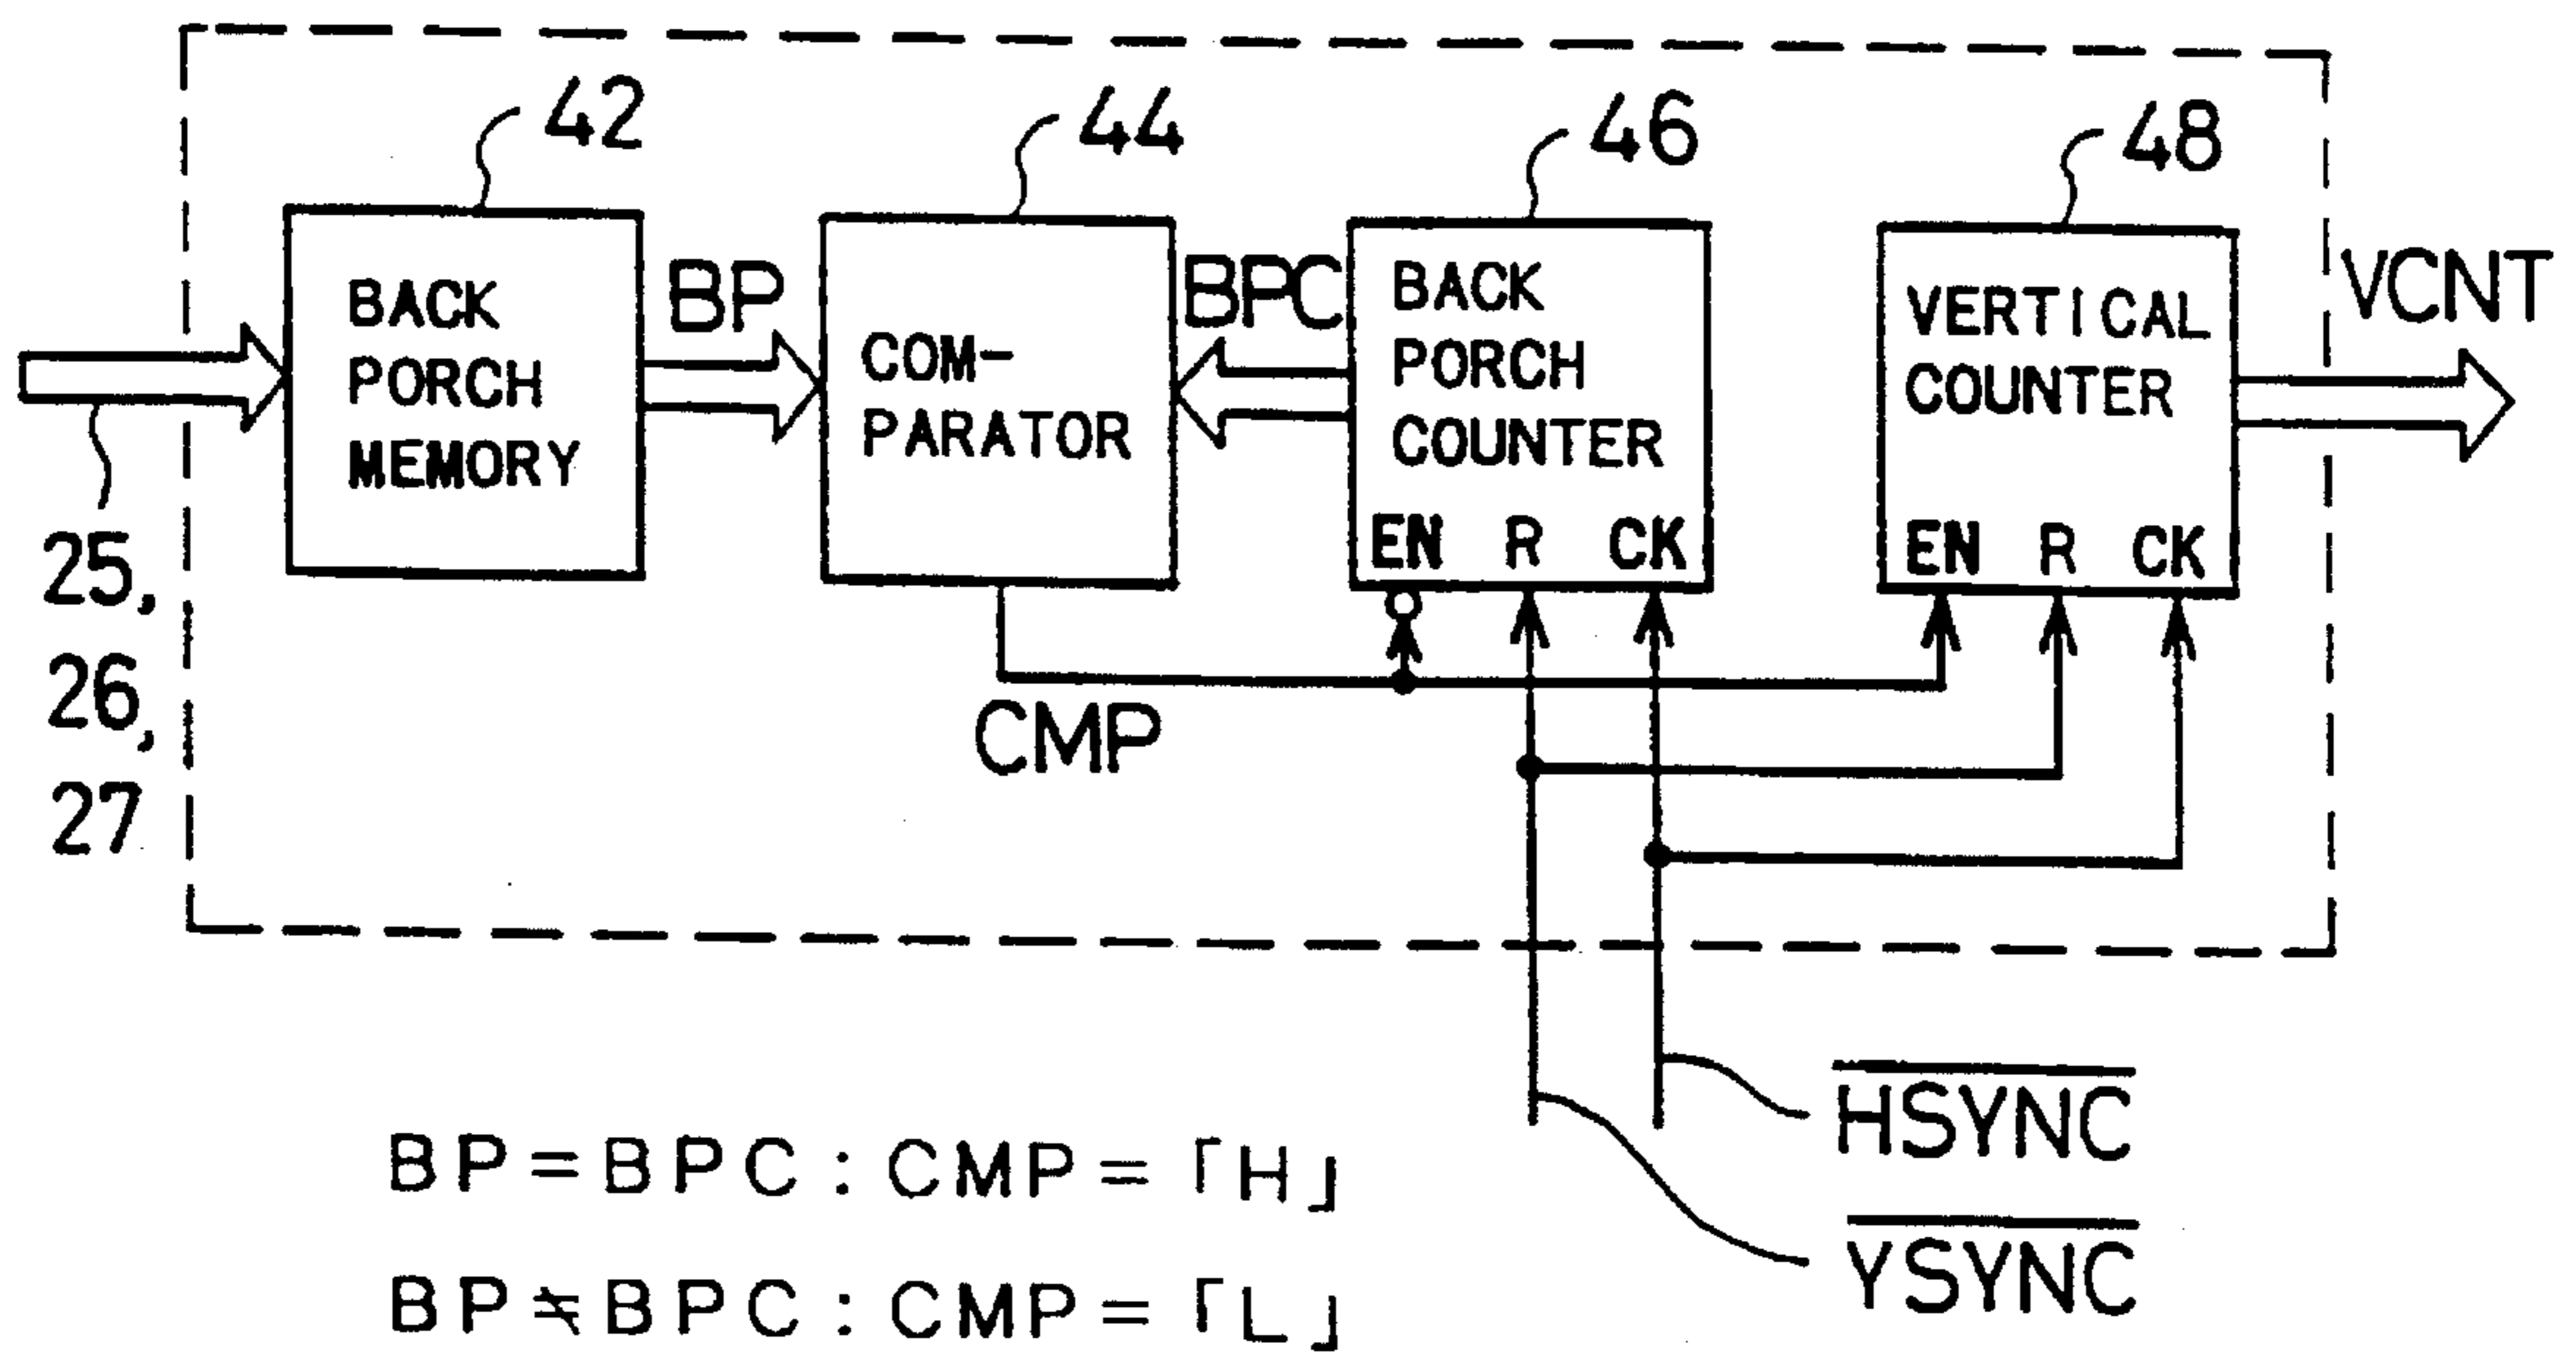 42
44
46
48
BACK
PORCH
MEMORY
BP
COM-
PARATOR
BPC
BACK
PORCH
COUNTER
EN R CK
VERTICAL
COUNTER
EN R CK
VCNT
25,
26,
27
CMP
HSYNC
YSYNC
BP=BPC:CMP=「H」
BP≠BPC:CMP=「L」